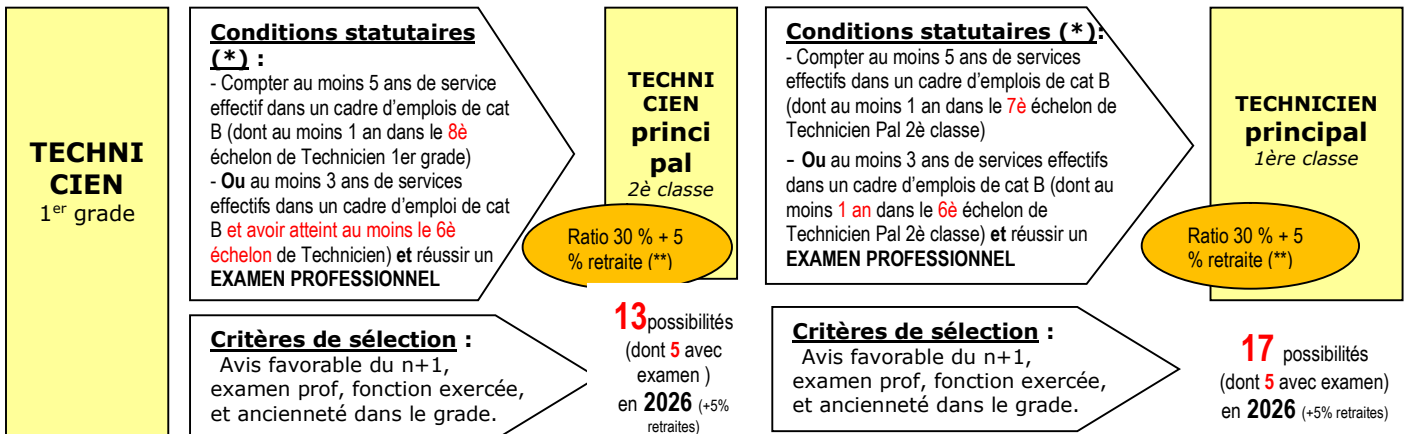 TECHNI
CIEN
1er grade
Conditions statutaires
(*) :
- Compter au moins 5 ans de service
effectif dans un cadre d’emplois de cat
B (dont au moins 1 an dans le 8è
échelon de Technicien 1er grade)
- Ou au moins 3 ans de services
effectifs dans un cadre d’emploi de cat
B et avoir atteint au moins le 6è
échelon de Technicien) et réussir un
EXAMEN PROFESSIONNEL
Critères de sélection :
Avis favorable du n+1,
examen prof, fonction exercée,
et ancienneté dans le grade.
TECHNI
CIEN
princi
pal
2è classe
Ratio 30 % + 5
% retraite (**)
13 possibilités
(dont 5 avec
examen )
en 2026 (+5%
retraites)
Conditions statutaires (*):
- Compter au moins 5 ans de services
effectifs dans un cadre d’emplois de cat B
(dont au moins 1 an dans le 7è échelon de
Technicien Pal 2è classe)
- Ou au moins 3 ans de services effectifs
dans un cadre d’emplois de cat B (dont au
moins 1 an dans le 6è échelon de
Technicien Pal 2è classe) et réussir un
EXAMEN PROFESSIONNEL
Critères de sélection :
Avis favorable du n+1,
examen prof, fonction exercée,
et ancienneté dans le grade.
TECHNICIEN
principal
1ère classe
Ratio 30 % + 5
% retraite (**)
17 possibilités
(dont 5 avec examen)
en 2026 (+5% retraites)